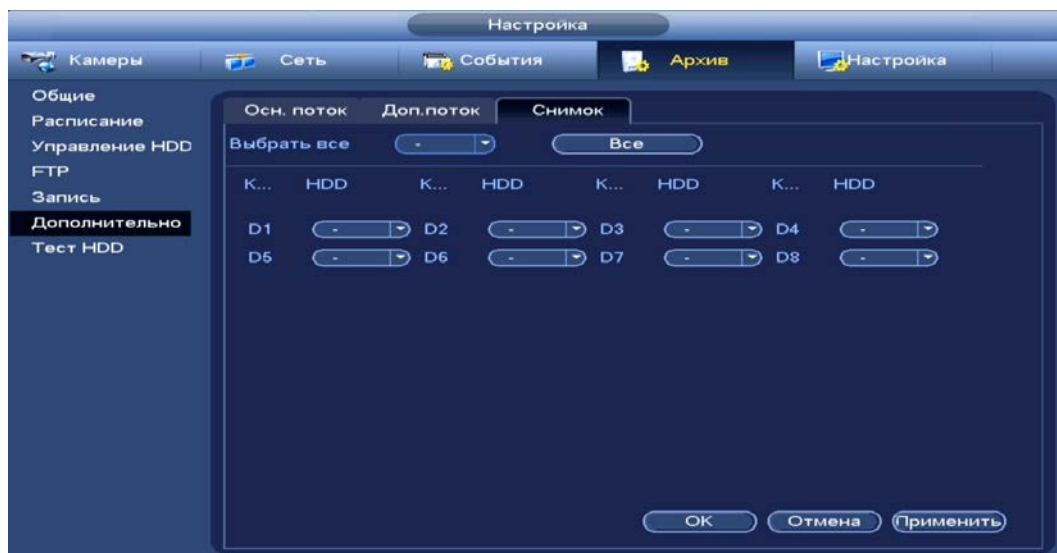 Настройка
Камеры Сеть События Архив Настройка
Общие
Расписание
Управление HDD
FTP
Запись
Дополнительно
Тест HDD
Осн. поток Доп.поток Снимок
Выбрать все - Все
К... HDD К... HDD К... HDD К... HDD
D1 - D2 - D3 - D4 -
D5 - D6 - D7 - D8 -
OK Отмена Применить